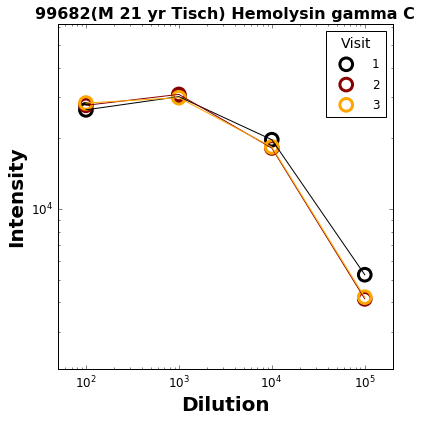 99682(M 21 yr Tisch) Hemolysin gamma C
Visit
1
2
3
Intensity
10^4
10^2 10^3 10^4 10^5
Dilution